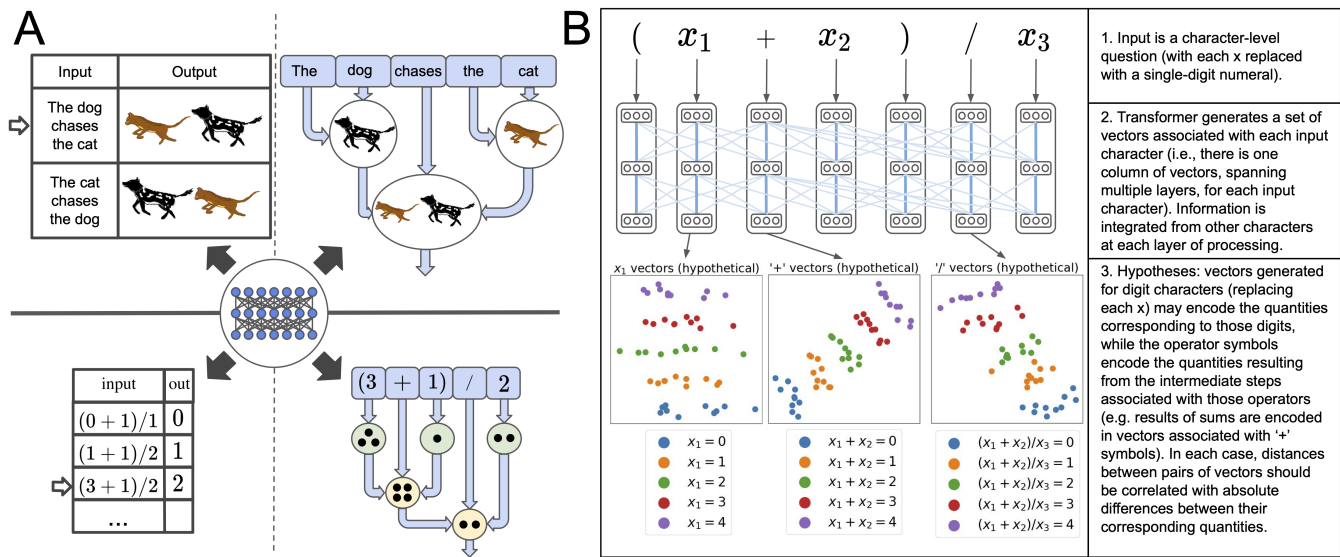 A
Input Output
The dog
chases
the cat
The cat
chases
the dog
The dog chases the cat
input out
(0 + 1)/1 0
(1 + 1)/2 1
(3 + 1)/2 2
...
(3 + 1) / 2
B
( x₁ + x₂ ) / x₃
x₁ vectors (hypothetical) '+' vectors (hypothetical) '/' vectors (hypothetical)
x₁ = 0
x₁ = 1
x₁ = 2
x₁ = 3
x₁ = 4
x₁ + x₂ = 0
x₁ + x₂ = 1
x₁ + x₂ = 2
x₁ + x₂ = 3
x₁ + x₂ = 4
(x₁ + x₂)/x₃ = 0
(x₁ + x₂)/x₃ = 1
(x₁ + x₂)/x₃ = 2
(x₁ + x₂)/x₃ = 3
(x₁ + x₂)/x₃ = 4
1. Input is a character-level
question (with each x replaced
with a single-digit numeral).
2. Transformer generates a set of
vectors associated with each input
character (i.e., there is one
column of vectors, spanning
multiple layers, for each input
character). Information is
integrated from other characters
at each layer of processing.
3. Hypotheses: vectors generated
for digit characters (replacing
each x) may encode the quantities
corresponding to those digits,
while the operator symbols
encode the quantities resulting
from the intermediate steps
associated with those operators
(e.g. results of sums are encoded
in vectors associated with ‘+’
symbols). In each case, distances
between pairs of vectors should
be correlated with absolute
differences between their
corresponding quantities.